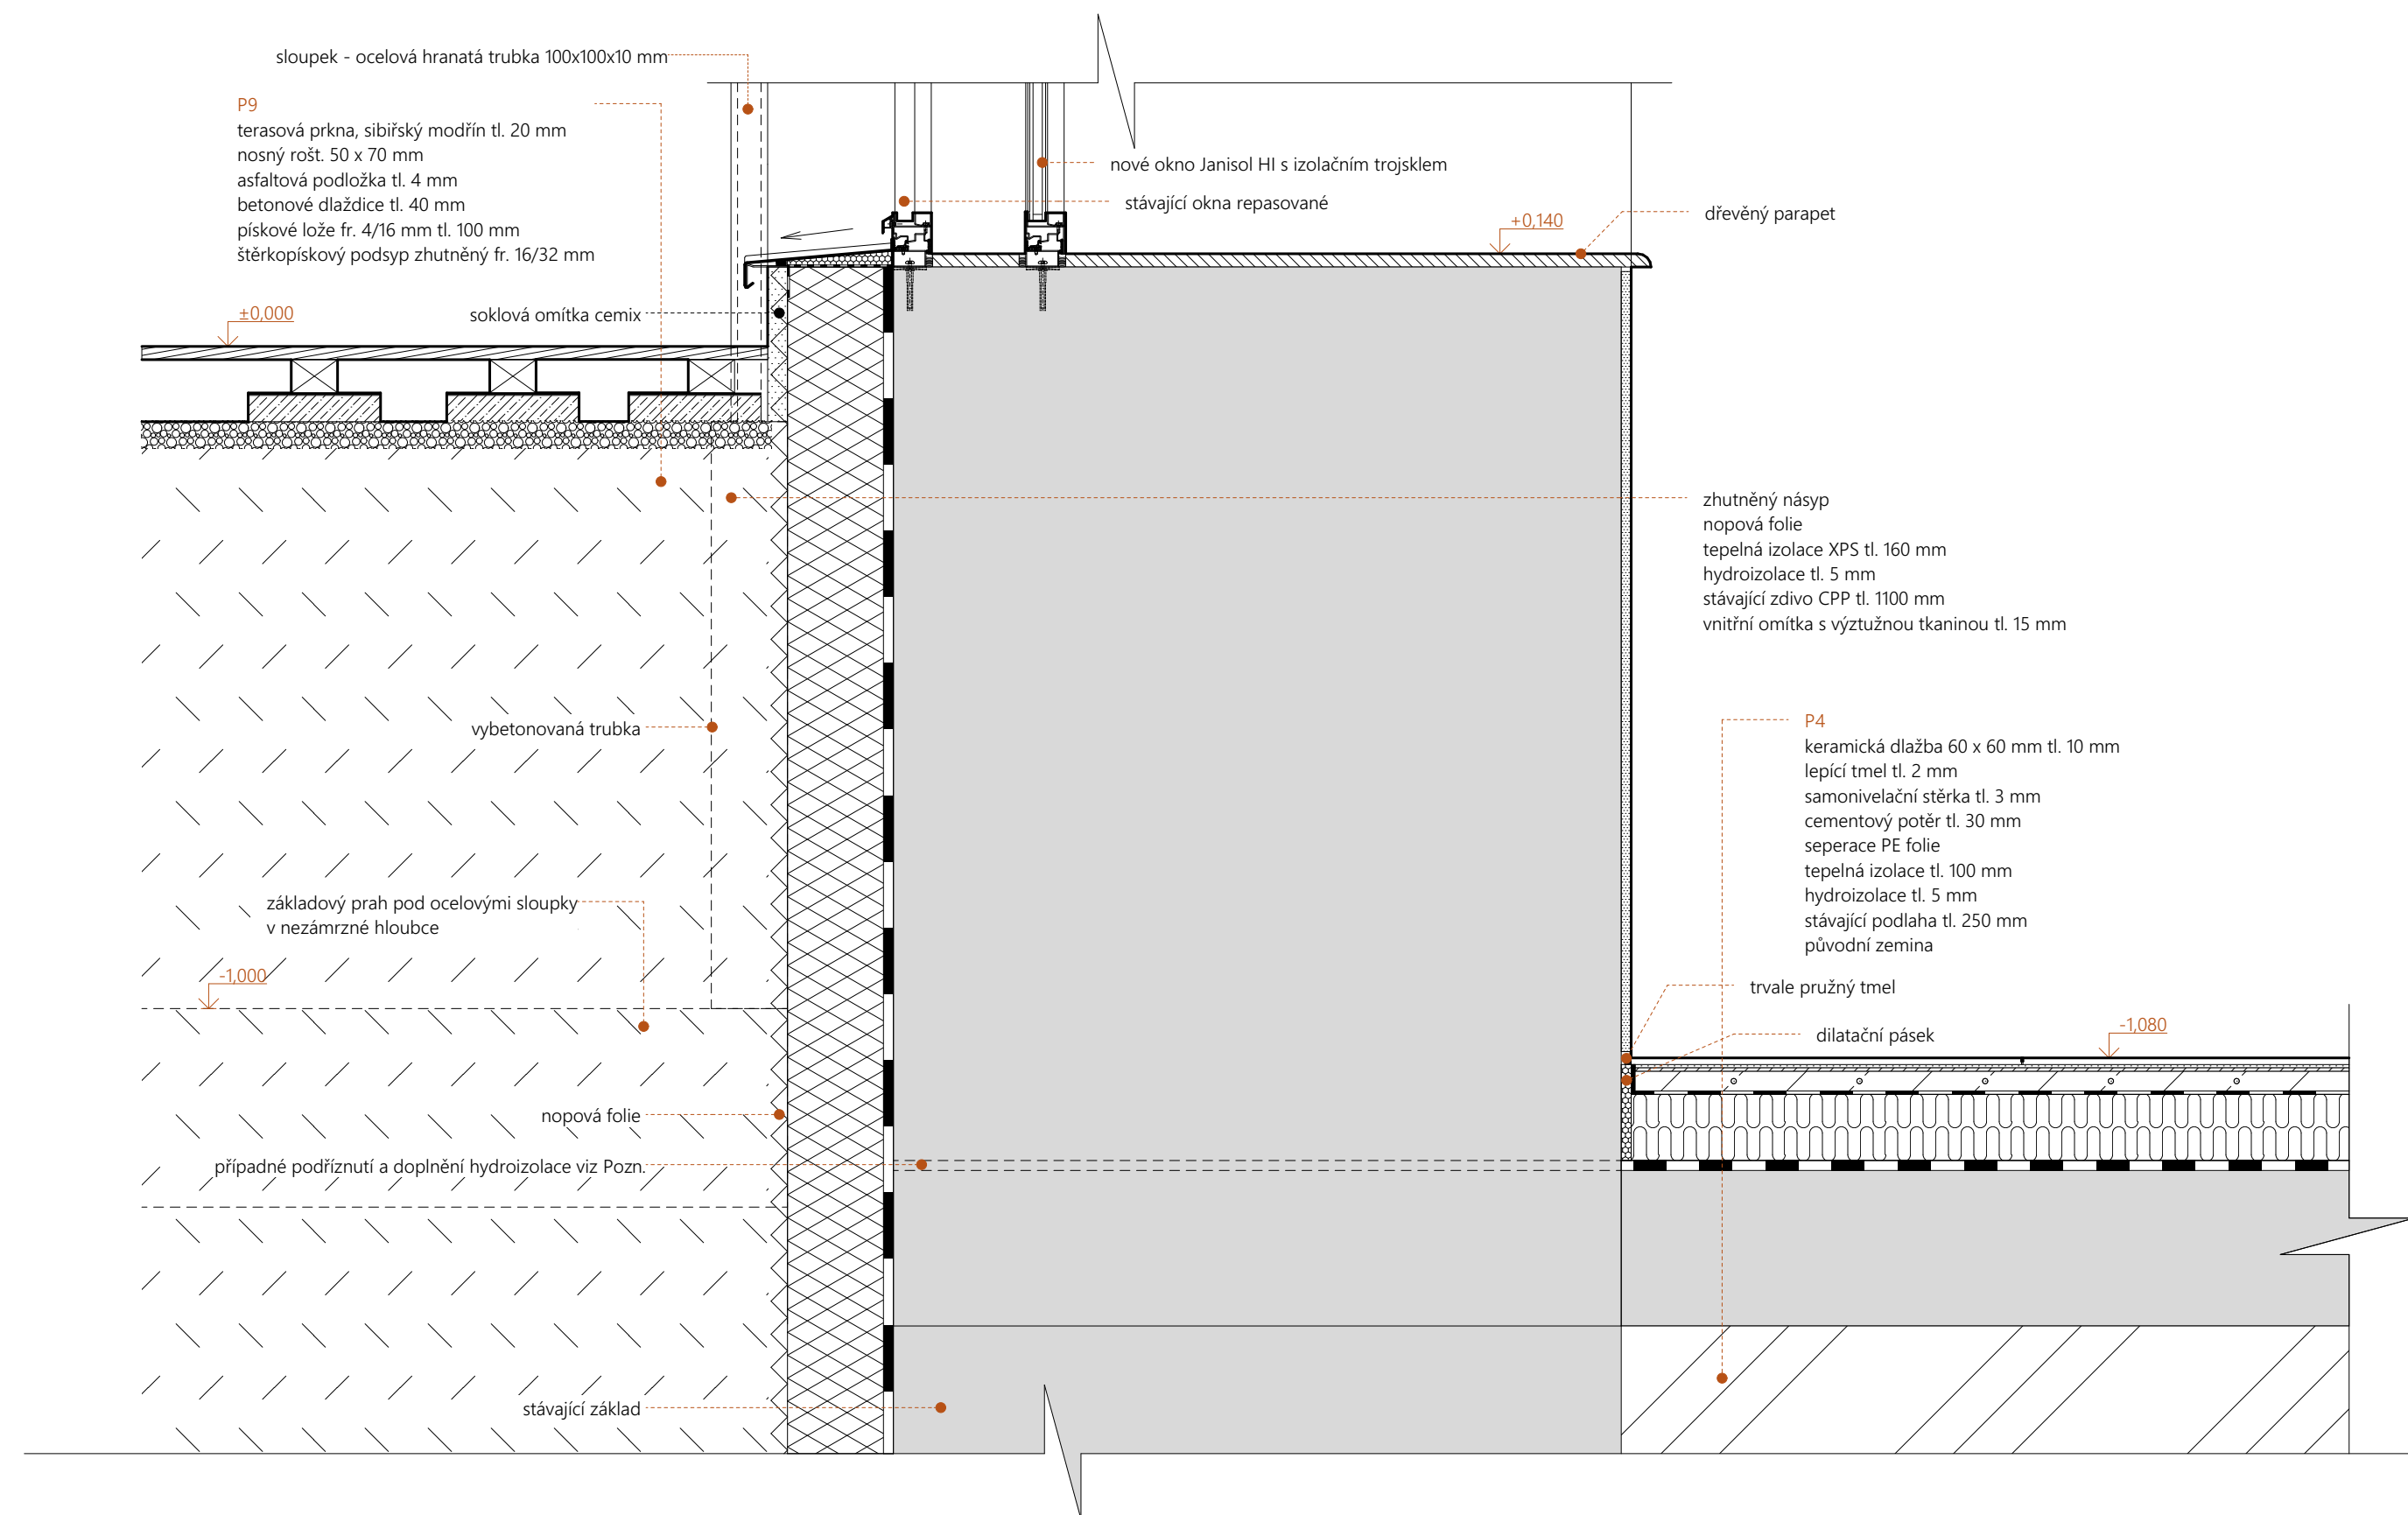 sloupek - ocelová hranatá trubka 100x100x10 mm
P9
terasová prkna, sibiřský modřín tl. 20 mm
nosný rošt. 50 x 70 mm
asfaltová podložka tl. 4 mm
betonové dlaždice tl. 40 mm
pískové lože fr. 4/16 mm tl. 100 mm
štěrkopískový podsyp zhutněný fr. 16/32 mm
±0,000
soklová omítka cemix
nové okno Janisol HI s izolačním trojsklem
stávající okna repasované
+0,140
dřevěný parapet
zhutněný násyp
nopová folie
tepelná izolace XPS tl. 160 mm
hydroizolace tl. 5 mm
stávající zdivo CPP tl. 1100 mm
vnitřní omítka s výztužnou tkaninou tl. 15 mm
vybetonovaná trubka
P4
keramická dlažba 60 x 60 mm tl. 10 mm
lepící tmel tl. 2 mm
samonivelační stěrka tl. 3 mm
cementový potěr tl. 30 mm
seperace PE folie
tepelná izolace tl. 100 mm
hydroizolace tl. 5 mm
stávající podlaha tl. 250 mm
původní zemina
základový prah pod ocelovými sloupky
v nezámrzné hloubce
-1,000
trvale pružný tmel
dilatační pásek
-1,080
nopová folie
případné podříznutí a doplnění hydroizolace viz Pozn.
stávající základ